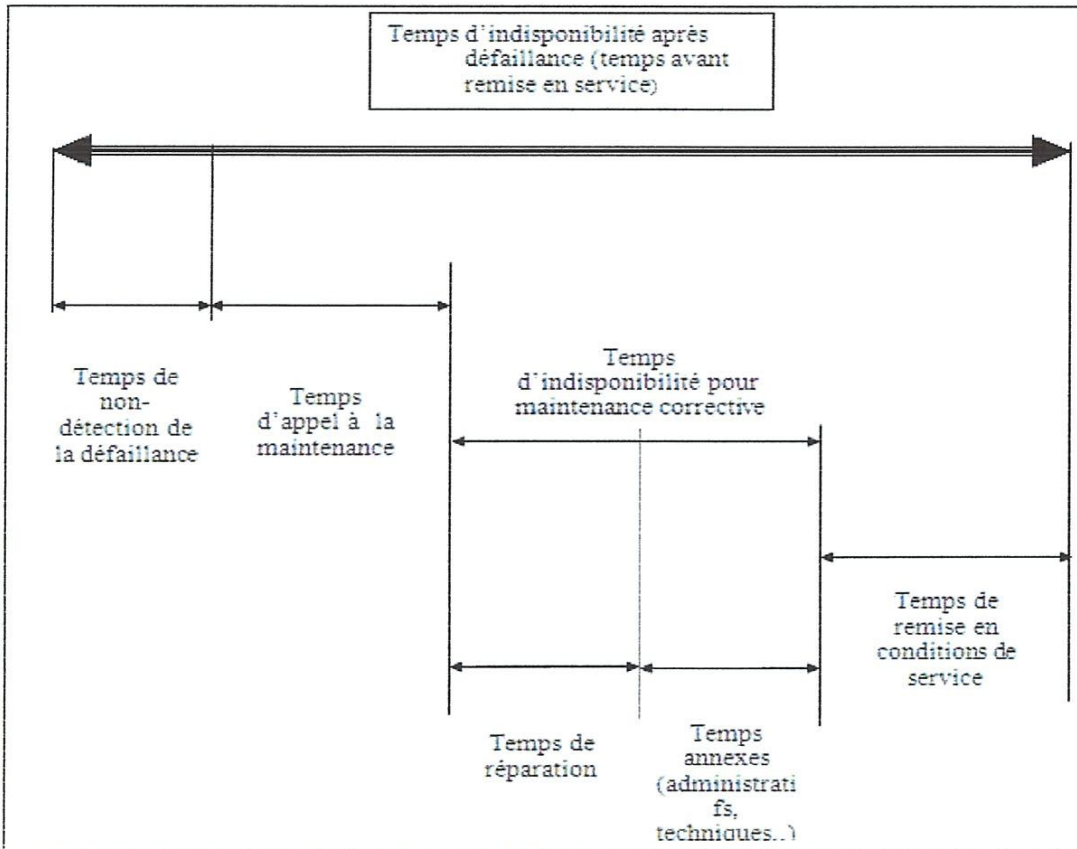 Temps d'indisponibilité après
défaillance (temps avant
remise en service)
Temps de
non-
détection de
la défaillance
Temps
d'appel à la
maintenance
Temps
d'indisponibilité pour
maintenance corrective
Temps de
remise en
conditions de
service
Temps de
réparation
Temps
annexes
(administrati
fs,
techniques..)